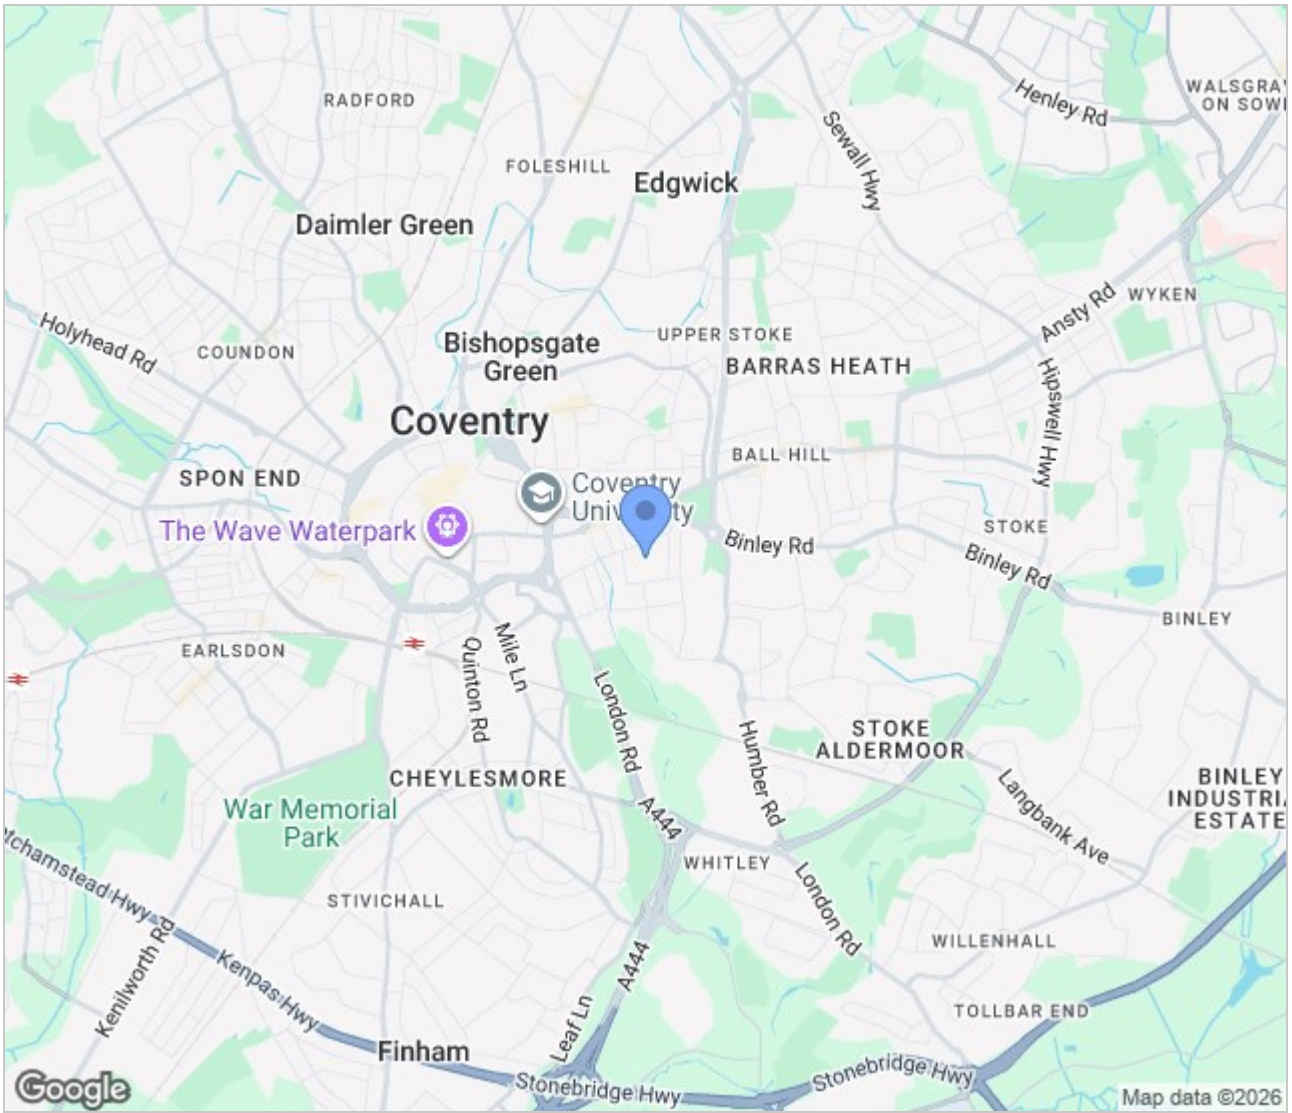 RADFORD
Henley Rd
WALSGRA
ON SOW
Sewall Hwy
FOLESHILL
Edgwick
Daimler Green
Ansty Rd
WYKEN
Holyhead Rd
COUNDON
Bishopsgate
Green
UPPER STOKE
BARRAS HEATH
Hipswell Hwy
Coventry
BALL HILL
SPON END
Coventry
University
The Wave Waterpark
Binley Rd
STOKE
Binley Rd
BINLEY
EARLSDON
Quinton Rd
Mile Ln
London Rd
Humber Rd
STOKE
ALDERMOOR
CHEYLESMORE
Langbank Ave
BINLEY
INDUSTRI
ESTATE
War Memorial
Park
A444
WHITLEY
London Rd
STIVICHALL
tchamstead Hwy
Kenilworth Rd
Kenpas Hwy
A444
WILLENHALL
Leaf Ln
TOLLBAR END
Finham
Stonebridge Hwy
Stonebridge Hwy
Google
Map data ©2026